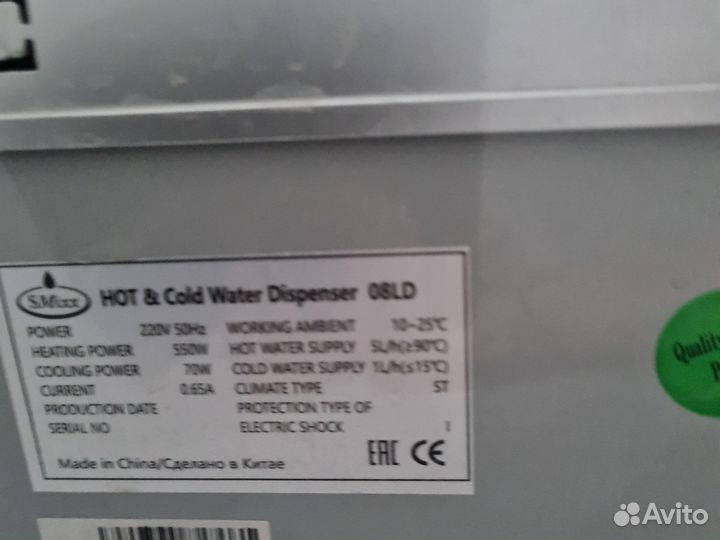 S.Mixx HOT & Cold Water Dispenser 08LD
POWER 220V 50Hz WORKING AMBIENT 10~25℃
HEATING POWER 550W HOT WATER SUPPLY 5L/h(≥90℃)
COOLING POWER 70W COLD WATER SUPPLY 1L/h(≤15℃)
CURRENT 0.65A CLIMATE TYPE ST
PRODUCTION DATE PROTECTION TYPE OF
SERIAL NO ELECTRIC SHOCK I
Made in China/Сделано в Китае EAC CE
Quality
Avito